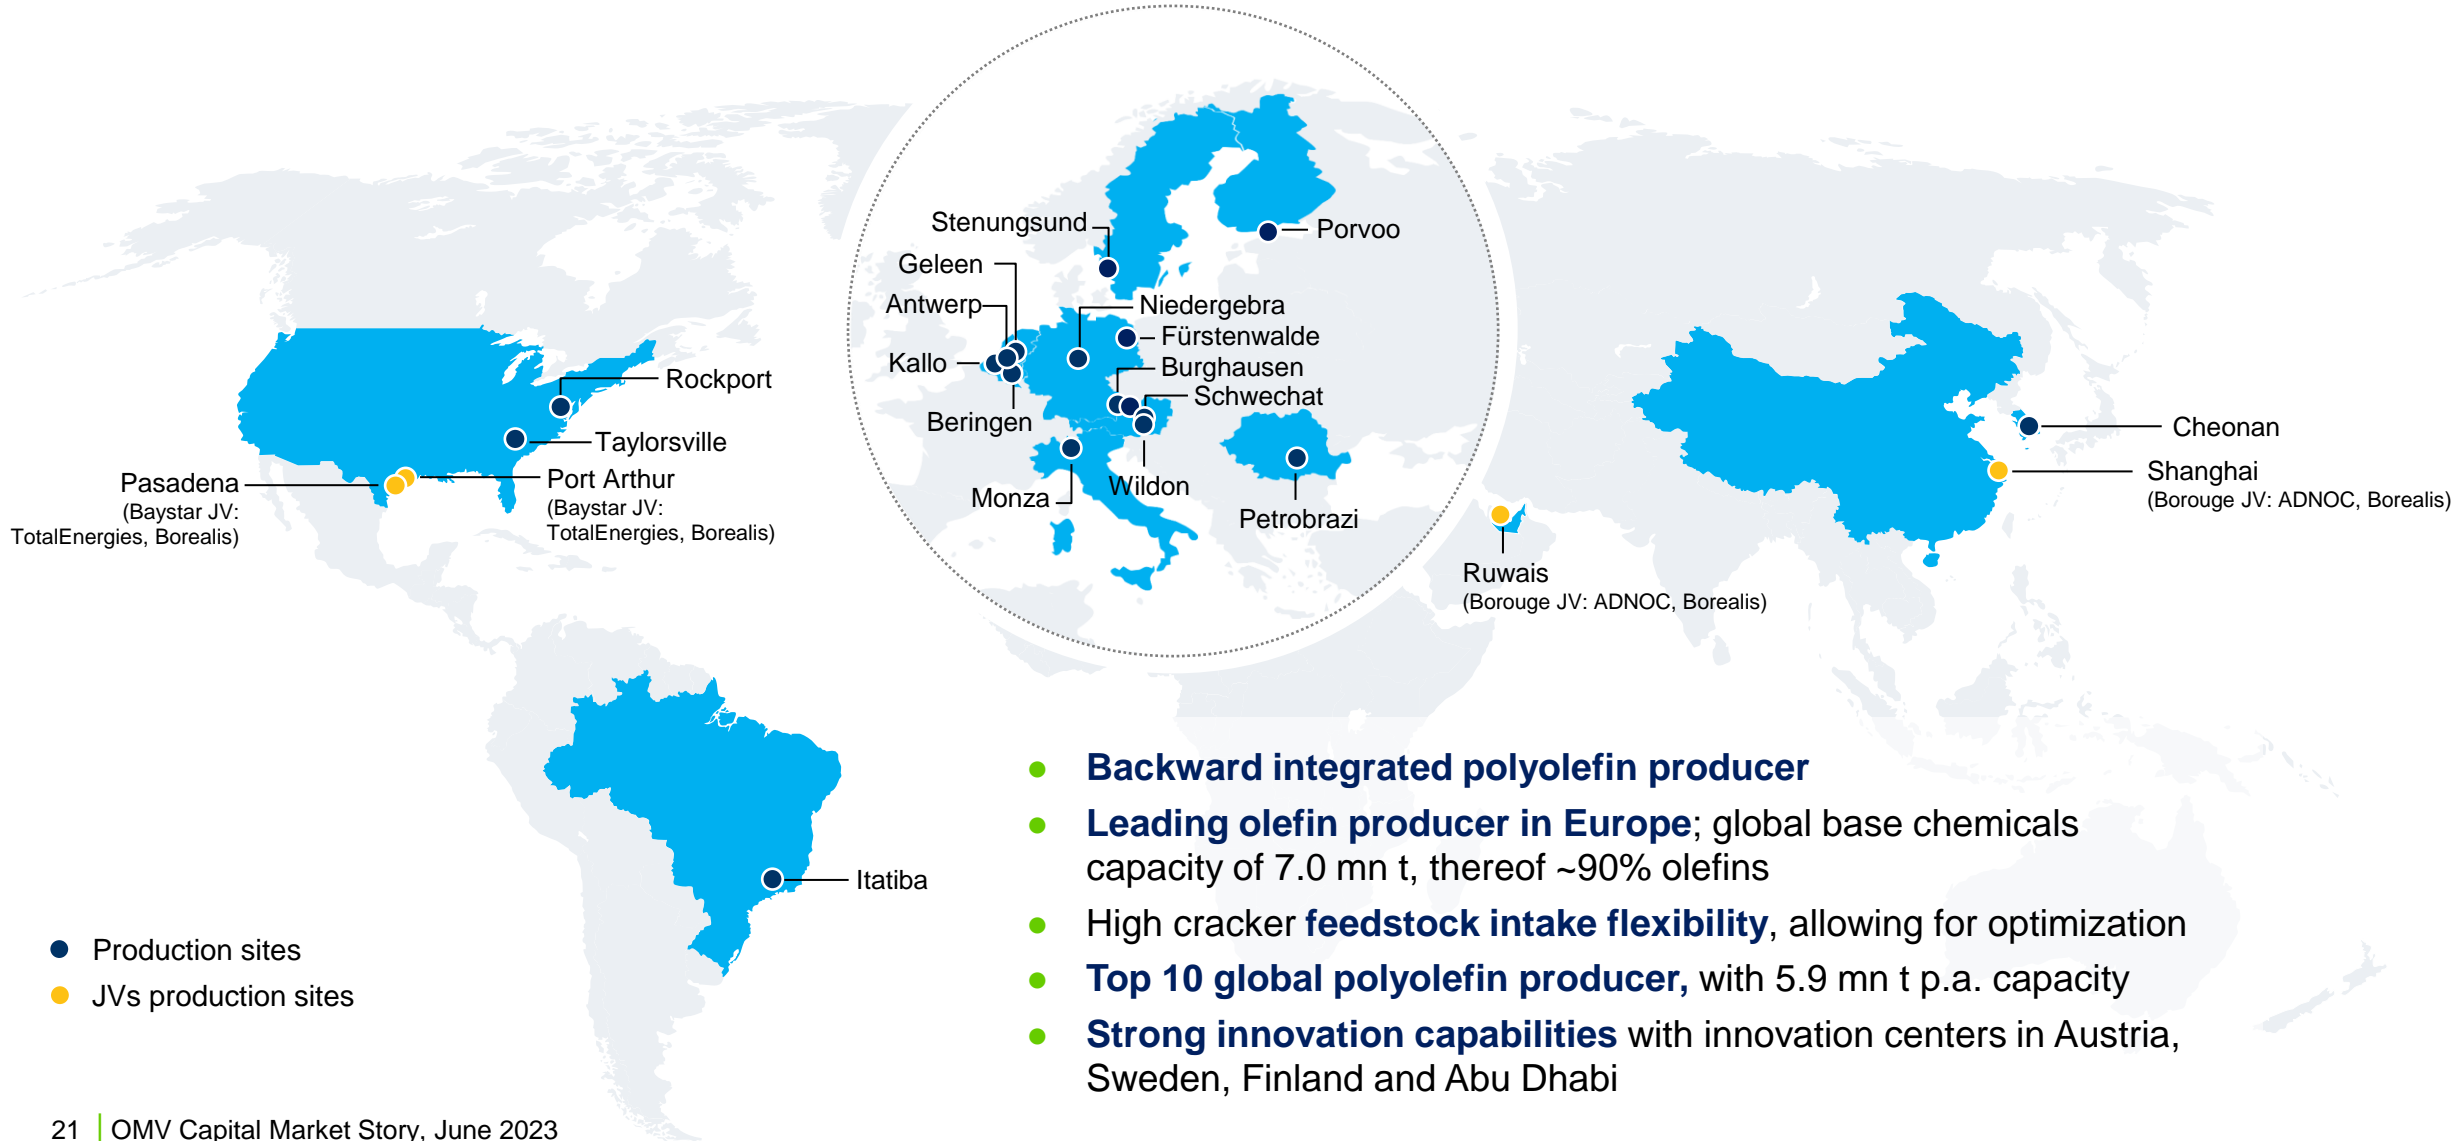 Stenungsund
Porvoo
Geleen
Antwerp
Niedergebra
Fürstenwalde
Kallo
Burghausen
Schwechat
Beringen
Monza
Wildon
Petrobrazi
Rockport
Taylorsville
Pasadena
(Baystar JV:
TotalEnergies, Borealis)
Port Arthur
(Baystar JV:
TotalEnergies, Borealis)
Cheonan
Shanghai
(Borouge JV: ADNOC, Borealis)
Ruwais
(Borouge JV: ADNOC, Borealis)
Itatiba
Production sites
JVs production sites
Backward integrated polyolefin producer
Leading olefin producer in Europe; global base chemicals
capacity of 7.0 mn t, thereof ~90% olefins
High cracker feedstock intake flexibility, allowing for optimization
Top 10 global polyolefin producer, with 5.9 mn t p.a. capacity
Strong innovation capabilities with innovation centers in Austria,
Sweden, Finland and Abu Dhabi
21 OMV Capital Market Story, June 2023